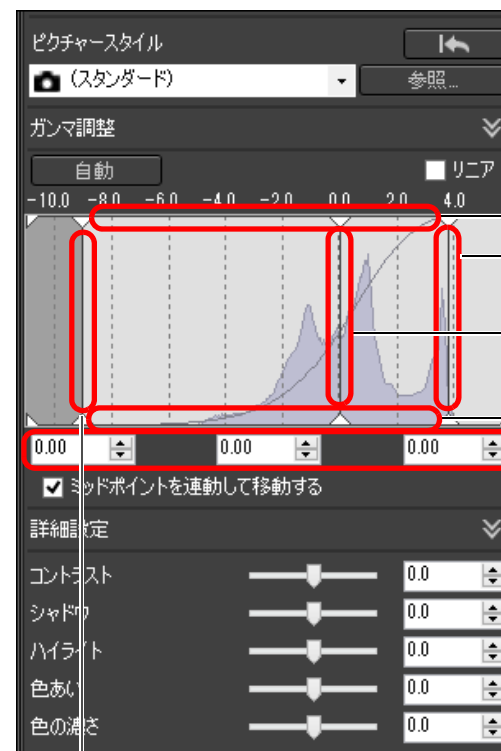 ピクチャースタイル
(スタンダード)
参照...
ガンマ調整
自動
リニア
-10.0 -8.0 -6.0 -4.0 -2.0 0.0 2.0 4.0
0.00 0.00 0.00
ミッドポイントを連動して移動する
詳細設定
コントラスト 0.0
シャドウ 0.0
ハイライト 0.0
色あい 0.0
色の濃さ 0.0